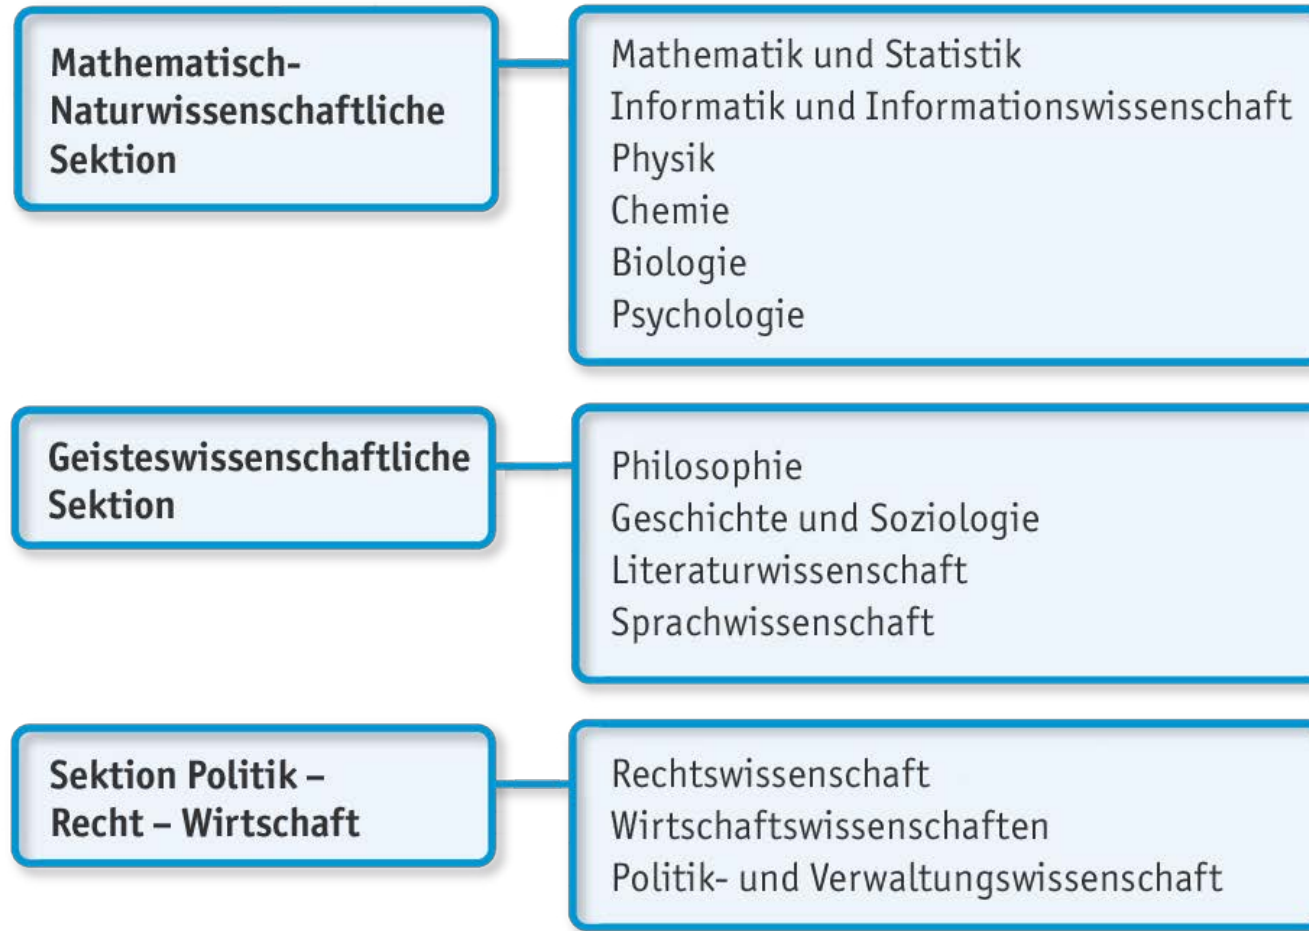 Mathematisch-
Naturwissenschaftliche
Sektion
Mathematik und Statistik
Informatik und Informationswissenschaft
Physik
Chemie
Biologie
Psychologie
Geisteswissenschaftliche
Sektion
Philosophie
Geschichte und Soziologie
Literaturwissenschaft
Sprachwissenschaft
Sektion Politik –
Recht – Wirtschaft
Rechtswissenschaft
Wirtschaftswissenschaften
Politik- und Verwaltungswissenschaft